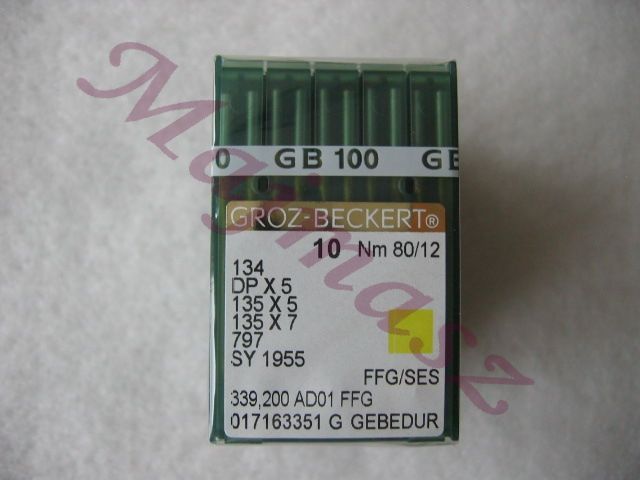 0 GB 100 GE
GROZ-BECKERT®
10 Nm 80/12
134
DP X 5
135 X 5
135 X 7
797
SY 1955
FFG/SES
339,200 AD01 FFG
017163351 G GEBEDUR
Majmasz